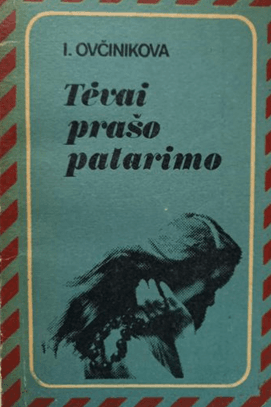 I. OVČINIKOVA
Tėvai
prašo
patarimo